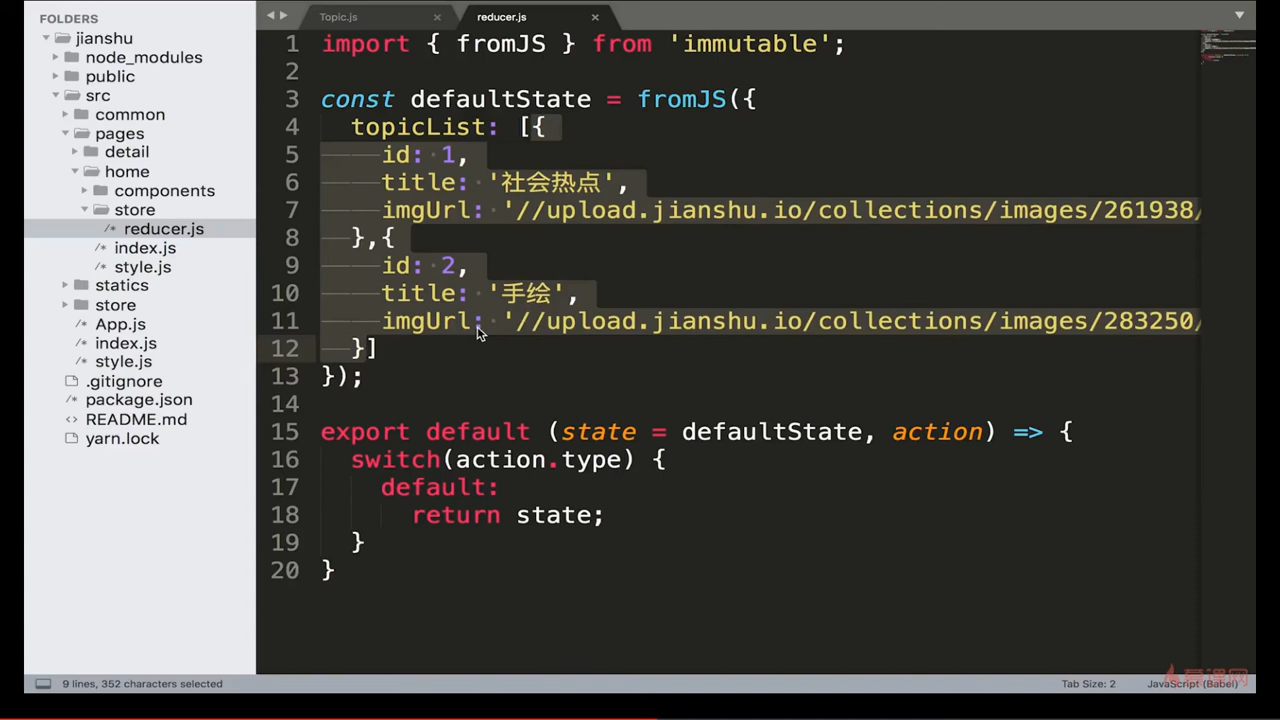 FOLDERS
jianshu
node_modules
public
src
common
pages
detail
home
components
store
/* reducer.js
/* index.js
/* style.js
statics
store
/* App.js
/* index.js
/* style.js
.gitignore
/* package.json
<> README.md
yarn.lock
Topic.js ×
reducer.js ×
1 import { fromJS } from 'immutable';
2
3 const defaultState = fromJS({
4 topicList: [{
5 id: 1,
6 title: '社会热点',
7 imgUrl: '//upload.jianshu.io/collections/images/261938/
8 },{
9 id: 2,
10 title: '手绘',
11 imgUrl: '//upload.jianshu.io/collections/images/283250/
12 }]
13 });
14
15 export default (state = defaultState, action) => {
16 switch(action.type) {
17 default:
18 return state;
19 }
20 }
9 lines, 352 characters selected
Tab Size: 2
JavaScript (Babel)
慕课网